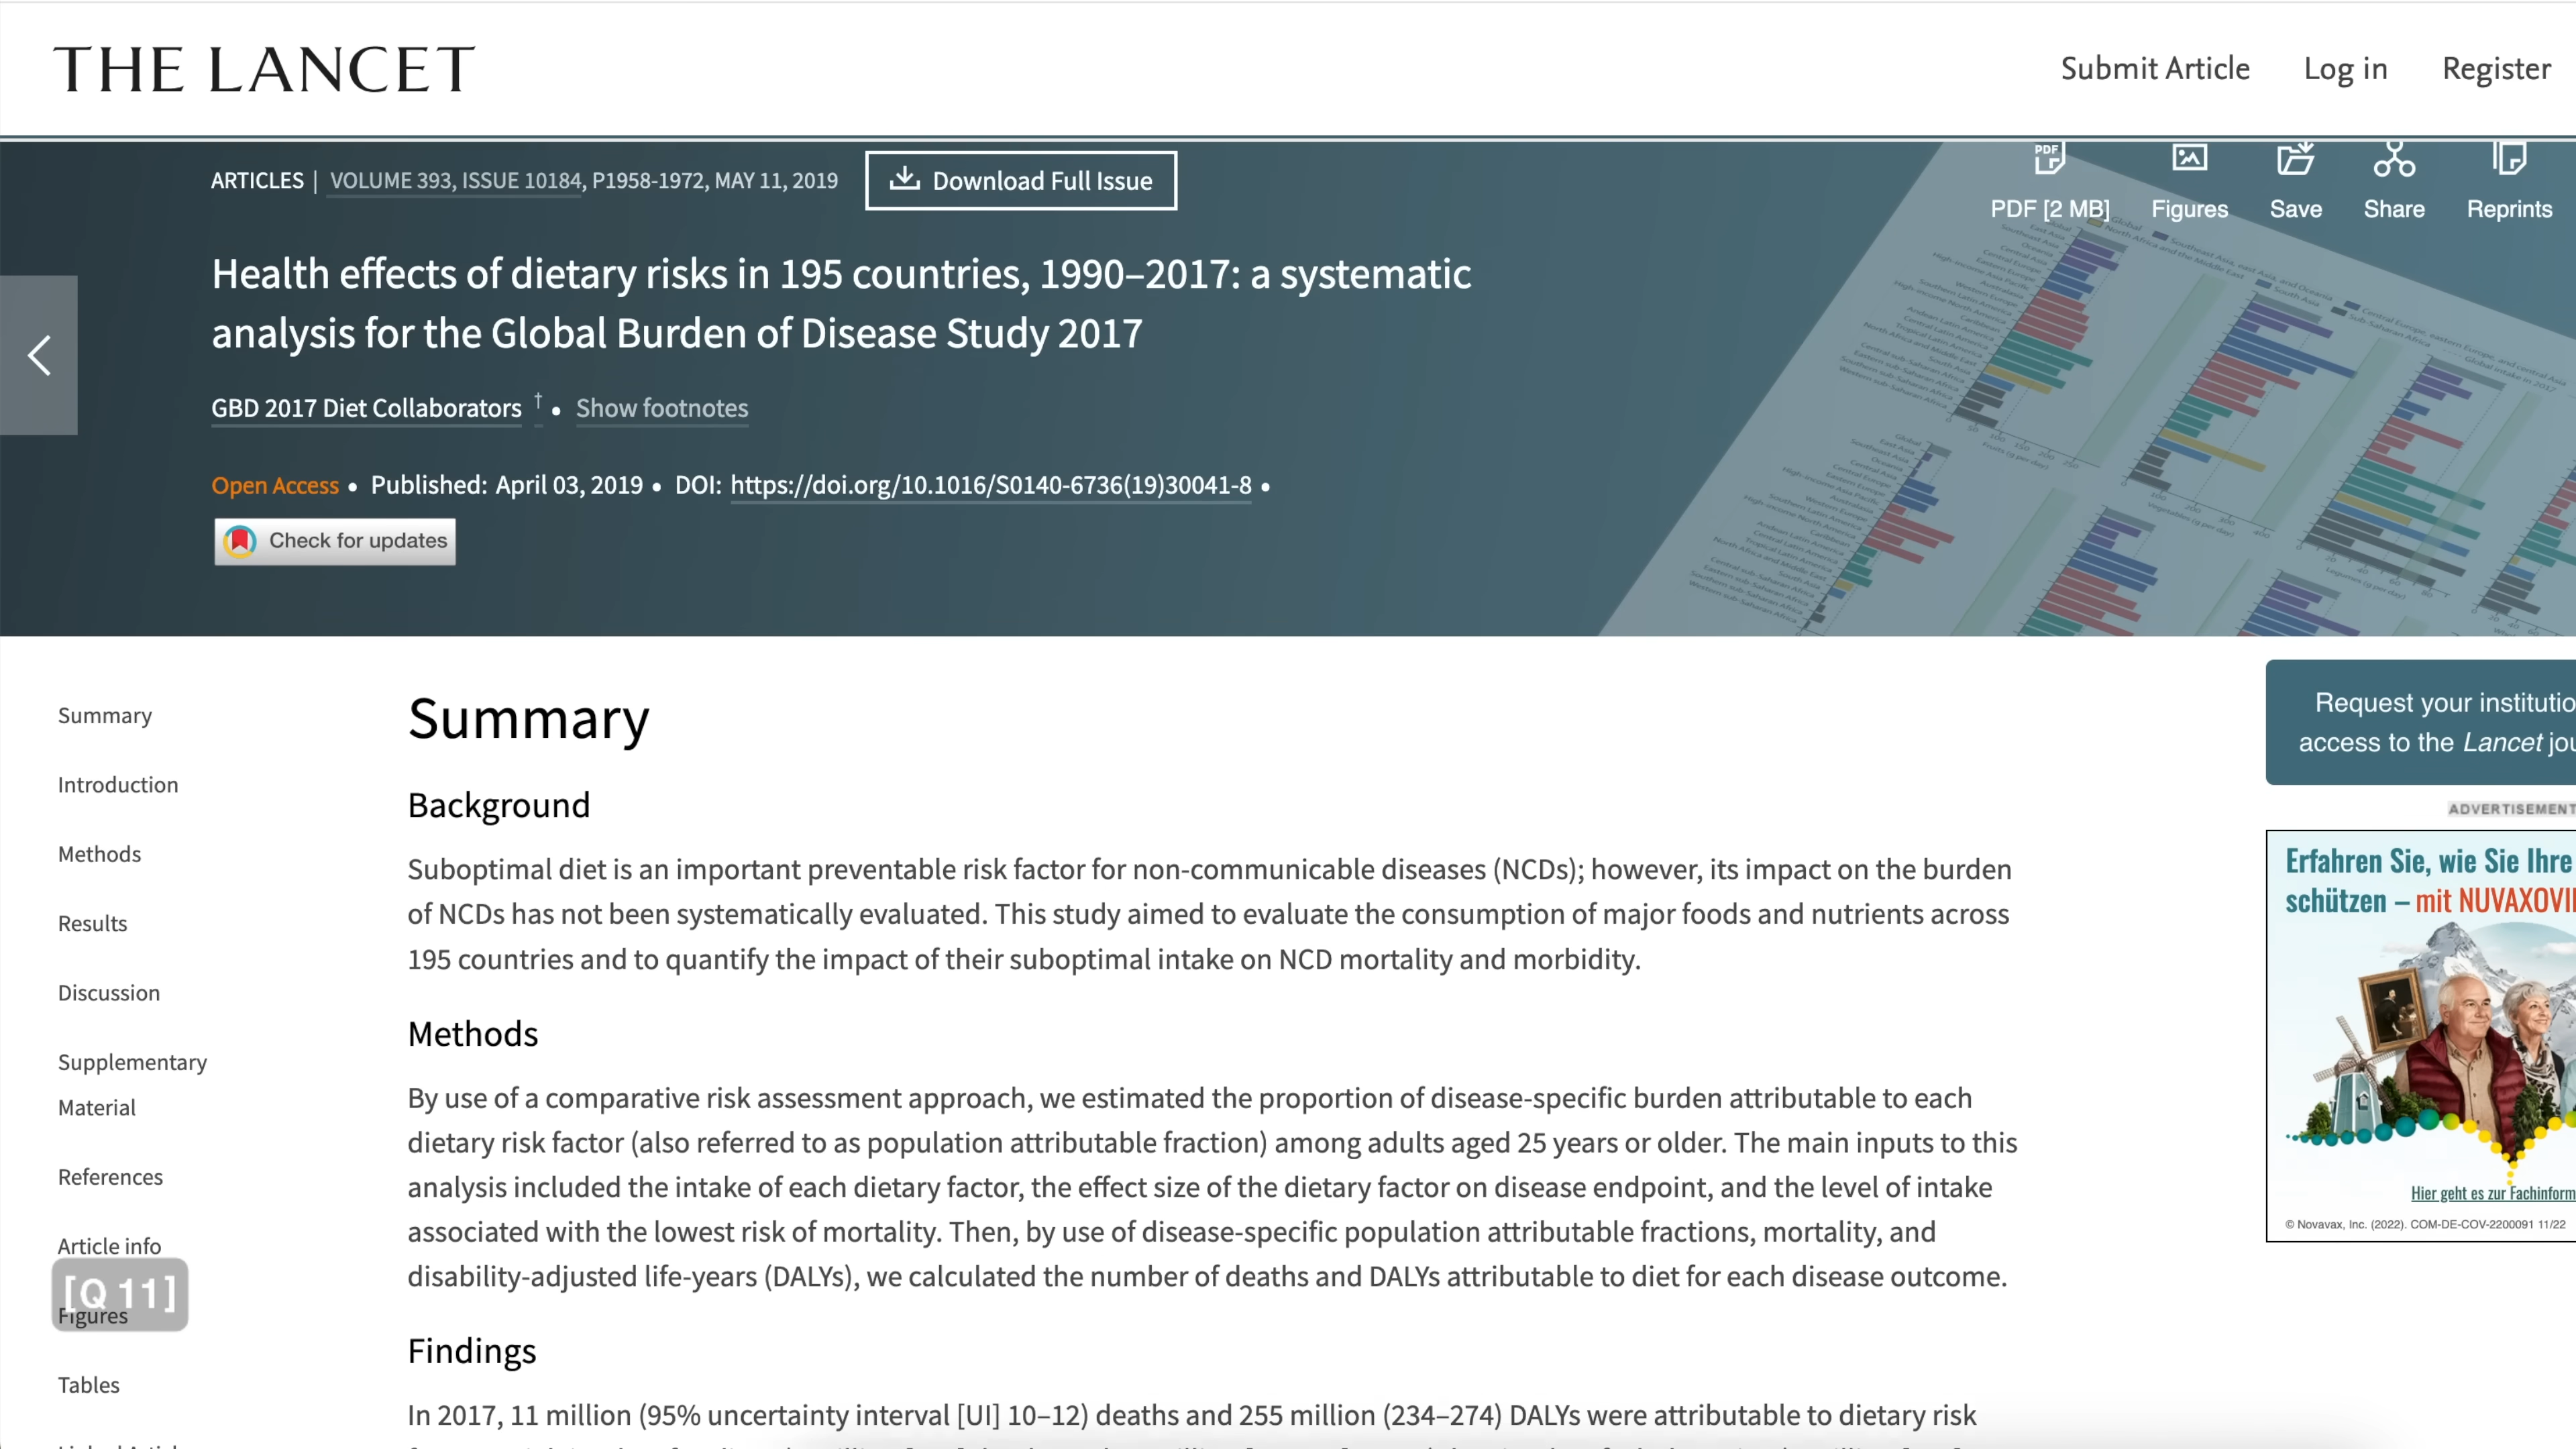 THE LANCET
Submit Article
Log in
Register
ARTICLES | VOLUME 393, ISSUE 10184, P1958-1972, MAY 11, 2019
Download Full Issue
PDF
PDF [2 MB]
Figures
Save
Share
Reprints
Health effects of dietary risks in 195 countries, 1990–2017: a systematic
analysis for the Global Burden of Disease Study 2017
GBD 2017 Diet Collaborators † • Show footnotes
Open Access • Published: April 03, 2019 • DOI: https://doi.org/10.1016/S0140-6736(19)30041-8 •
Check for updates
Summary
Introduction
Methods
Results
Discussion
Supplementary
Material
References
Article info
[Q 11]
Figures
Tables
Summary
Background
Suboptimal diet is an important preventable risk factor for non-communicable diseases (NCDs); however, its impact on the burden
of NCDs has not been systematically evaluated. This study aimed to evaluate the consumption of major foods and nutrients across
195 countries and to quantify the impact of their suboptimal intake on NCD mortality and morbidity.
Methods
By use of a comparative risk assessment approach, we estimated the proportion of disease-specific burden attributable to each
dietary risk factor (also referred to as population attributable fraction) among adults aged 25 years or older. The main inputs to this
analysis included the intake of each dietary factor, the effect size of the dietary factor on disease endpoint, and the level of intake
associated with the lowest risk of mortality. Then, by use of disease-specific population attributable fractions, mortality, and
disability-adjusted life-years (DALYs), we calculated the number of deaths and DALYs attributable to diet for each disease outcome.
Findings
In 2017, 11 million (95% uncertainty interval [UI] 10–12) deaths and 255 million (234–274) DALYs were attributable to dietary risk
Request your institutio
access to the Lancet jou
ADVERTISEMENT
Erfahren Sie, wie Sie Ihre
schützen – mit NUVAXOVI
Hier geht es zur Fachinform
© Novavax, Inc. (2022). COM-DE-COV-2200091 11/22